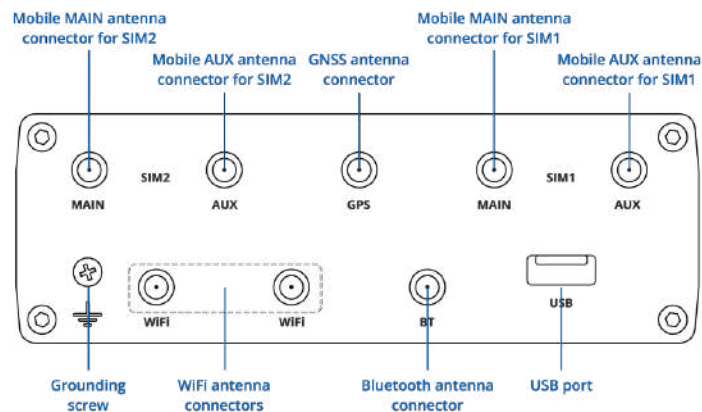 Mobile MAIN antenna
connector for SIM2
Mobile AUX antenna
connector for SIM2
GNSS antenna
connector
Mobile MAIN antenna
connector for SIM1
Mobile AUX antenna
connector for SIM1
MAIN
SIM2
AUX
GPS
MAIN
SIM1
AUX
WiFi
WiFi
BT
USB
Grounding
screw
WiFi antenna
connectors
Bluetooth antenna
connector
USB port